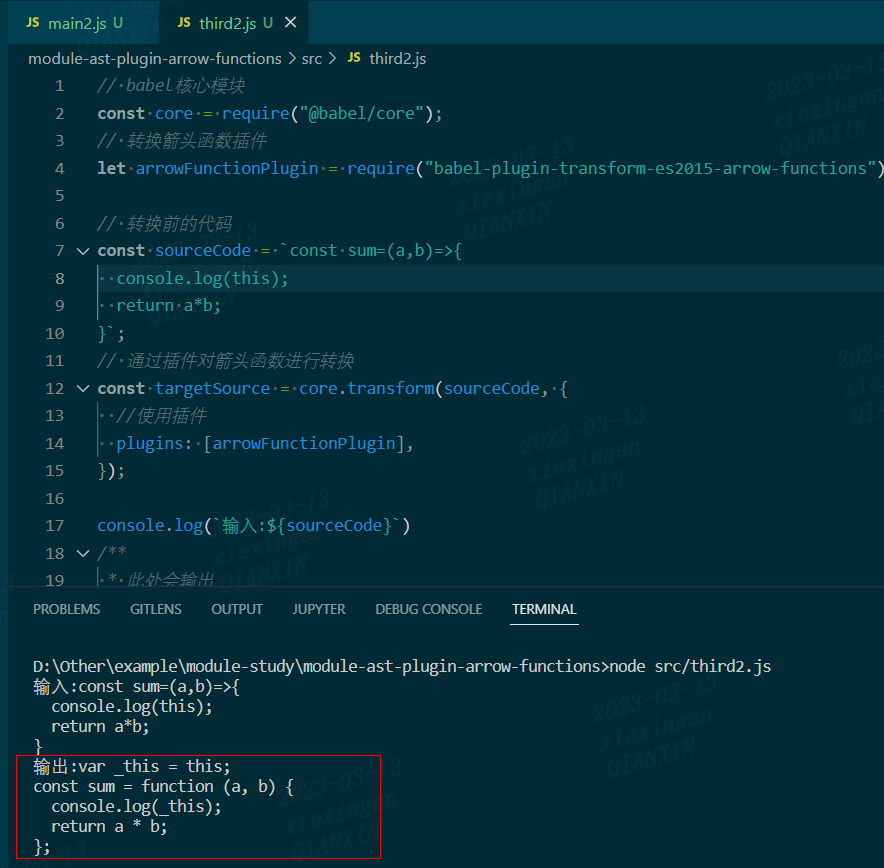 JS main2.js U JS third2.js U ×
module-ast-plugin-arrow-functions > src > JS third2.js
1 // babel核心模块
2 const core = require("@babel/core");
3 // 转换箭头函数插件
4 let arrowFunctionPlugin = require("babel-plugin-transform-es2015-arrow-functions")
5
6 // 转换前的代码
7 const sourceCode = `const sum=(a,b)=>{
8 console.log(this);
9 return a*b;
10 }`;
11 // 通过插件对箭头函数进行转换
12 const targetSource = core.transform(sourceCode, {
13 //使用插件
14 plugins: [arrowFunctionPlugin],
15 });
16
17 console.log(`输入:${sourceCode}`)
18 /**
19 * 此处会输出
PROBLEMS GITLENS OUTPUT JUPYTER DEBUG CONSOLE TERMINAL
D:\Other\example\module-study\module-ast-plugin-arrow-functions>node src/third2.js
输入:const sum=(a,b)=>{
console.log(this);
return a*b;
}
输出:var _this = this;
const sum = function (a, b) {
console.log(_this);
return a * b;
};
2023-03-13
xiexingen
QIANXIN